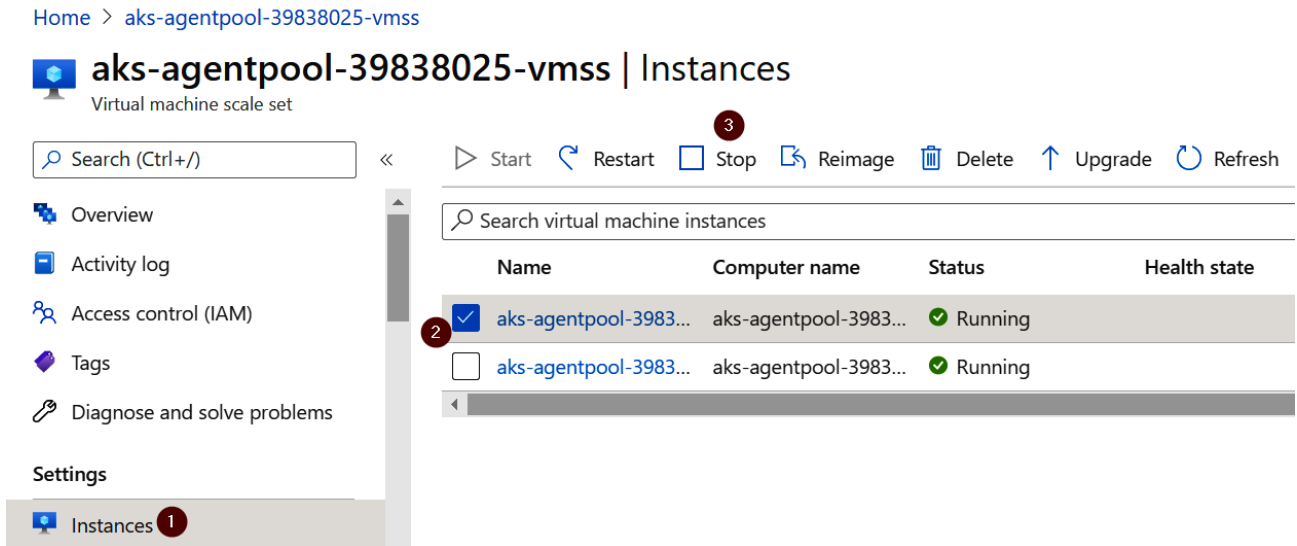 Home > aks-agentpool-39838025-vmss
aks-agentpool-39838025-vmss | Instances
Virtual machine scale set
Search (Ctrl+/)
«
3
Start Restart Stop Reimage Delete Upgrade Refresh
Overview
Activity log
Access control (IAM)
Tags
Diagnose and solve problems
Settings
Instances 1
Search virtual machine instances
Name Computer name Status Health state
2
aks-agentpool-3983... aks-agentpool-3983... Running
aks-agentpool-3983... aks-agentpool-3983... Running